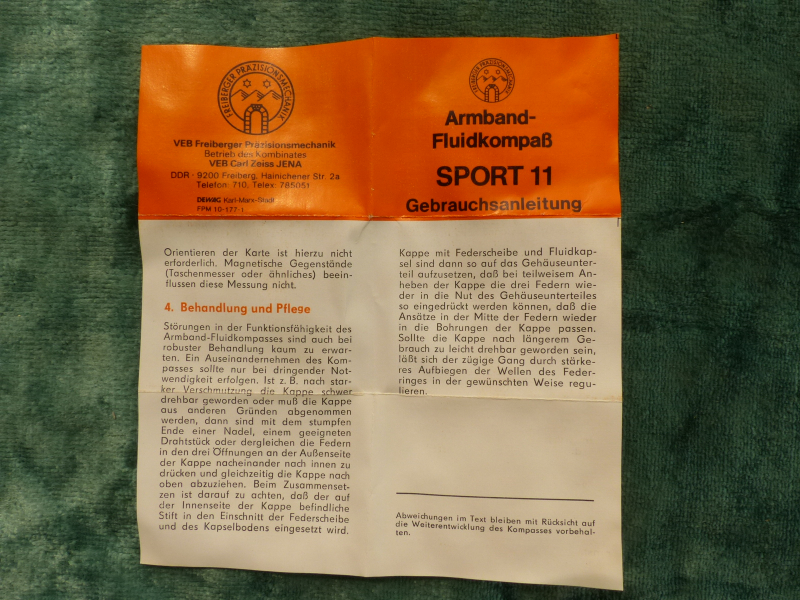 FREIBERGER PRÄZISIONSMECHANIK
VEB Freiberger Präzisionsmechanik
Betrieb des Kombinates
VEB Carl Zeiss JENA
DDR · 9200 Freiberg, Hainichener Str. 2a
Telefon 710, Telex: 785051
DEWAG Karl-Marx-Stadt
FPM 10-177-1
FREIBERGER PRÄZISIONSMECHANIK
Armband-
Fluidkompaß
SPORT 11
Gebrauchsanleitung
Orientieren der Karte ist hierzu nicht
erforderlich. Magnetische Gegenstände
(Taschenmesser oder ähnliches) beein-
flussen diese Messung nicht.
4. Behandlung und Pflege
Störungen in der Funktionsfähigkeit des
Armband-Fluidkompasses sind auch bei
robuster Behandlung kaum zu erwar-
ten. Ein Auseinandernehmen des Kom-
passes sollte nur bei dringender Not-
wendigkeit erfolgen. Ist z. B. nach star-
ker Verschmutzung die Kappe schwer
drehbar geworden oder muß die Kappe
aus anderen Gründen abgenommen
werden, dann sind mit dem stumpfen
Ende einer Nadel, einem geeigneten
Drahtstück oder dergleichen die Federn
in den drei Öffnungen an der Außenseite
der Kappe nacheinander nach innen zu
drücken und gleichzeitig die Kappe nach
oben abzuziehen. Beim Zusammenset-
zen ist darauf zu achten, daß der auf
der Innenseite der Kappe befindliche
Stift in den Einschnitt der Federscheibe
und des Kapselbodens eingesetzt wird.
Kappe mit Federscheibe und Fluidkap-
sel sind dann so auf das Gehäuseunter-
teil aufzusetzen, daß bei teilweisem An-
heben der Kappe die drei Federn wie-
der in die Nut des Gehäuseunterteiles
so eingedrückt werden können, daß die
Ansätze in der Mitte der Federn wieder
in die Bohrungen der Kappe passen.
Sollte die Kappe nach längerem Ge-
brauch zu leicht drehbar geworden sein,
läßt sich der zügige Gang durch stärke-
res Aufbiegen der Wellen des Feder-
ringes in der gewünschten Weise regu-
lieren.
Abweichungen im Text bleiben mit Rücksicht auf
die Weiterentwicklung des Kompasses vorbehal-
ten.